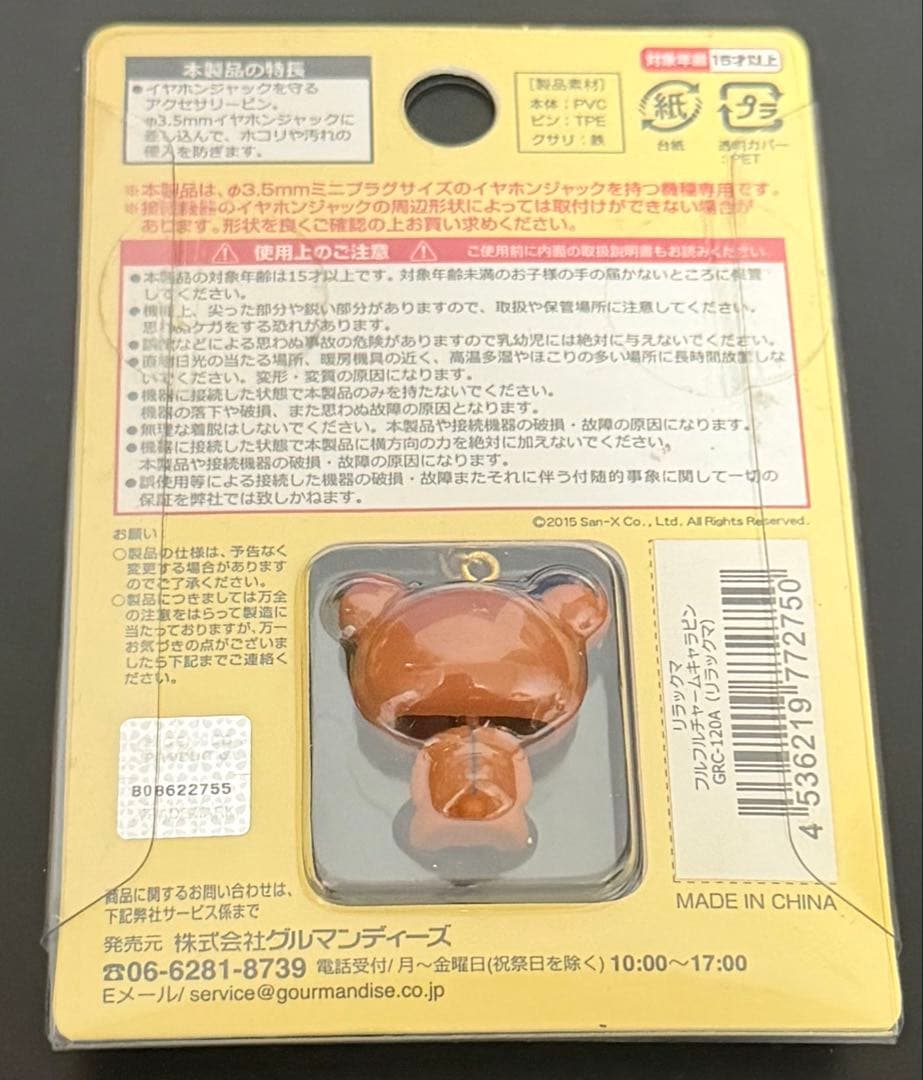 本製品の特長
●イヤホンジャックを守る
アクセサリーピン。
φ3.5mmイヤホンジャックに
差し込んで、ホコリや汚れの
侵入を防ぎます。
[製品素材]
本体：PVC
ピン：TPE
クサリ：鉄
対象年齢 15才以上
紙
台紙
プラ
透明カバー
：PET
※本製品は、φ3.5mmミニプラグサイズのイヤホンジャックを持つ機種専用です。
※接続機器のイヤホンジャックの周辺形状によっては取付けができない場合が
あります。形状を良くご確認の上お買い求めください。
使用上のご注意 ご使用前に内面の取扱説明書もお読みください
●本製品の対象年齢は15才以上です。対象年齢未満のお子様の手の届かないところに保管
してください。
●機能上、尖った部分や鋭い部分がありますので、取扱や保管場所に注意してください。
思わぬケガをする恐れがあります。
●誤飲などによる思わぬ事故の危険がありますので乳幼児には絶対に与えないでください。
●直射日光の当たる場所、暖房機具の近く、高温多湿やほこりの多い場所に長時間放置しな
いでください。変形・変質の原因になります。
●機器に接続した状態で本製品のみを持たないでください。
機器の落下や破損、また思わぬ故障の原因となります。
●無理な着脱はしないでください。本製品や接続機器の破損・故障の原因になります。
●機器に接続した状態で本製品に横方向の力を絶対に加えないでください。
本製品や接続機器の破損・故障の原因になります。
●誤使用等による接続した機器の破損・故障またそれに伴う付随的事象に関して一切の
保証を弊社では致しかねます。
©2015 San-X Co., Ltd. All Rights Reserved.
お願い
○製品の仕様は、予告なく
変更する場合があります
のでご了承ください。
○製品につきましては万全
の注意をはらって製造に
当たっておりますが、万一
お気づきの点がございま
したら下記までご連絡く
ださい。
B0B622755
リラックマ
フルフルチャームキャラピン
GRC-120A (リラックマ)
4 536219 772750
MADE IN CHINA
商品に関するお問い合わせは、
下記弊社サービス係まで
発売元 株式会社グルマンディーズ
☎06-6281-8739 電話受付/月～金曜日(祝祭日を除く) 10:00～17:00
Eメール/ service@gourmandise.co.jp